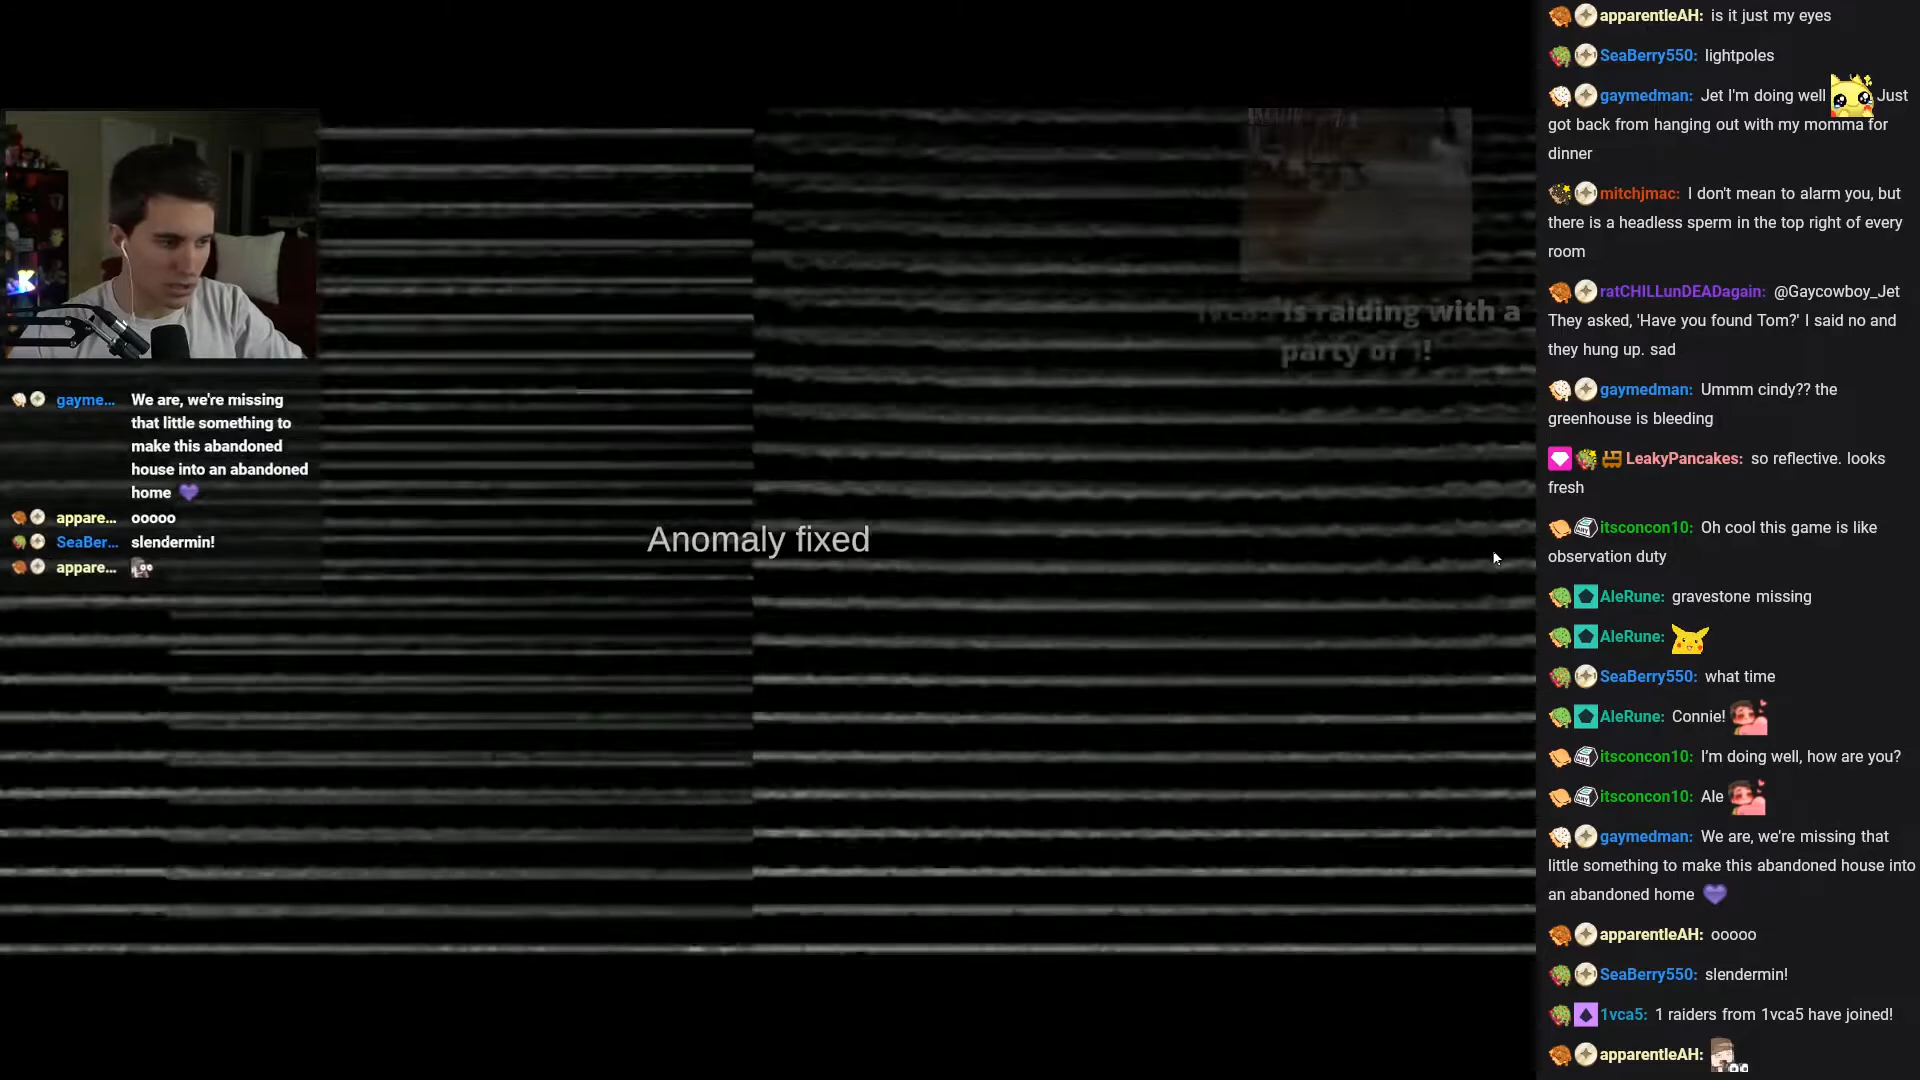 gayme... We are, we're missing
that little something to
make this abandoned
house into an abandoned
home
appare... ooooo
SeaBer... slendermin!
appare...
Anomaly fixed
is raiding with a
party of 1!
apparentleAH: is it just my eyes
SeaBerry550: lightpoles
gaymedman: Jet I'm doing well Just
got back from hanging out with my momma for
dinner
mitchjmac: I don't mean to alarm you, but
there is a headless sperm in the top right of every
room
ratCHILLunDEADagain: @Gaycowboy_Jet
They asked, 'Have you found Tom?' I said no and
they hung up. sad
gaymedman: Ummm cindy?? the
greenhouse is bleeding
LeakyPancakes: so reflective. looks
fresh
itsconcon10: Oh cool this game is like
observation duty
AleRune: gravestone missing
AleRune:
SeaBerry550: what time
AleRune: Connie!
itsconcon10: I'm doing well, how are you?
itsconcon10: Ale
gaymedman: We are, we're missing that
little something to make this abandoned house into
an abandoned home
apparentleAH: ooooo
SeaBerry550: slendermin!
1vca5: 1 raiders from 1vca5 have joined!
apparentleAH: